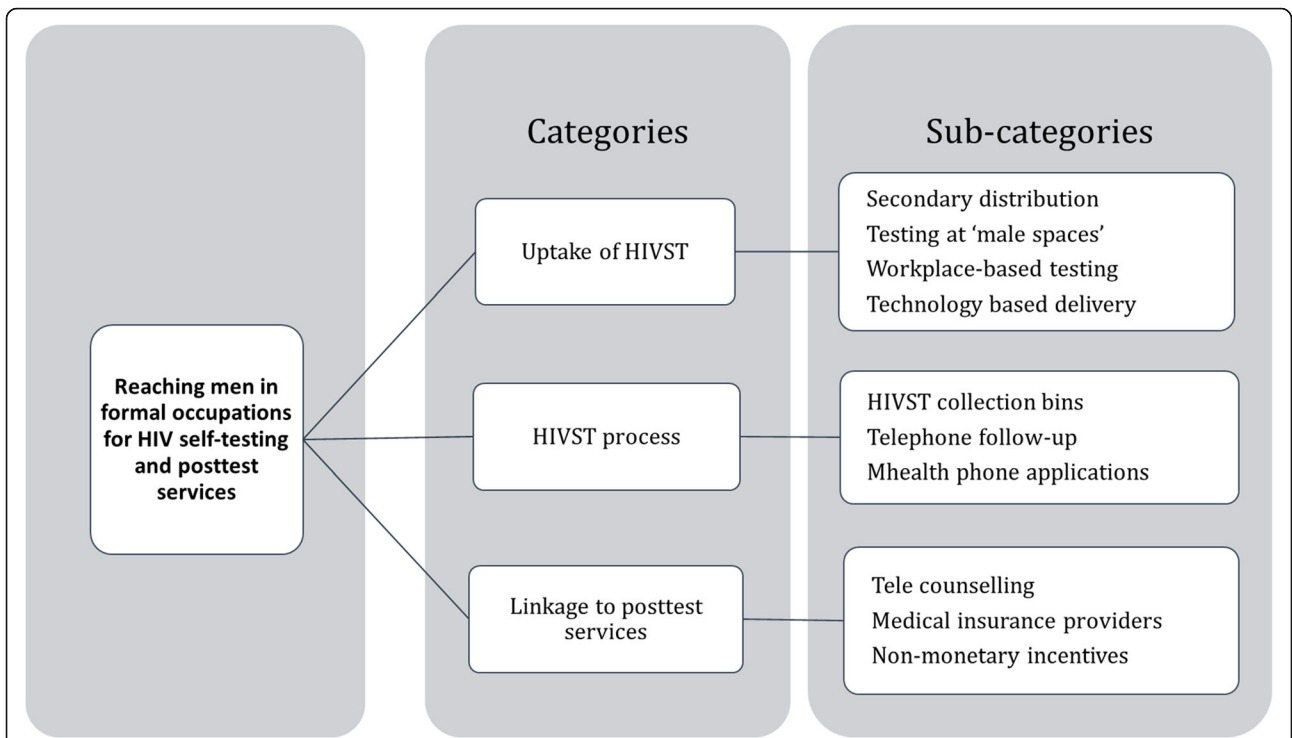 Categories
Sub-categories
Reaching men in
formal occupations
for HIV self-testing
and posttest
services
Uptake of HIVST
Secondary distribution
Testing at ‘male spaces’
Workplace-based testing
Technology based delivery
HIVST process
HIVST collection bins
Telephone follow-up
Mhealth phone applications
Linkage to posttest
services
Tele counselling
Medical insurance providers
Non-monetary incentives